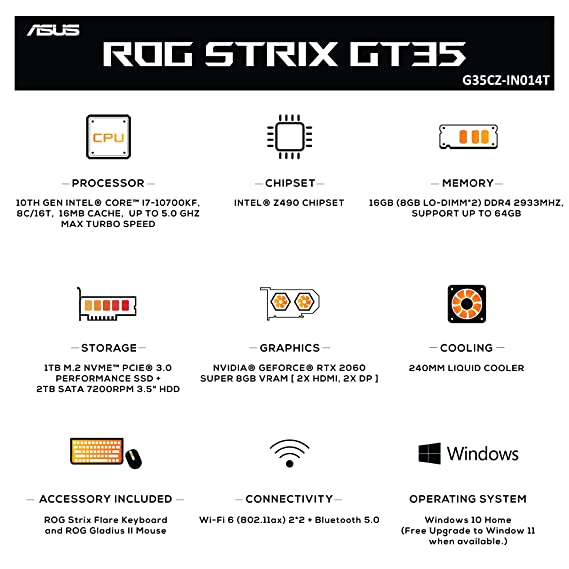 ASUS
ROG STRIX GT35
G35CZ-IN014T
CPU
PROCESSOR
10TH GEN INTEL® CORE™ I7-10700KF,
8C/16T, 16MB CACHE, UP TO 5.0 GHZ
MAX TURBO SPEED
CHIPSET
INTEL® Z490 CHIPSET
MEMORY
16GB (8GB LO-DIMM*2) DDR4 2933MHZ,
SUPPORT UP TO 64GB
STORAGE
1TB M.2 NVME™ PCIE® 3.0
PERFORMANCE SSD +
2TB SATA 7200RPM 3.5" HDD
GRAPHICS
NVIDIA® GEFORCE® RTX 2060
SUPER 8GB VRAM [ 2X HDMI, 2X DP ]
COOLING
240MM LIQUID COOLER
ACCESSORY INCLUDED
ROG Strix Flare Keyboard
and ROG Gladius II Mouse
CONNECTIVITY
Wi-Fi 6 (802.11ax) 2*2 + Bluetooth 5.0
Windows
OPERATING SYSTEM
Windows 10 Home
(Free Upgrade to Window 11
when available.)